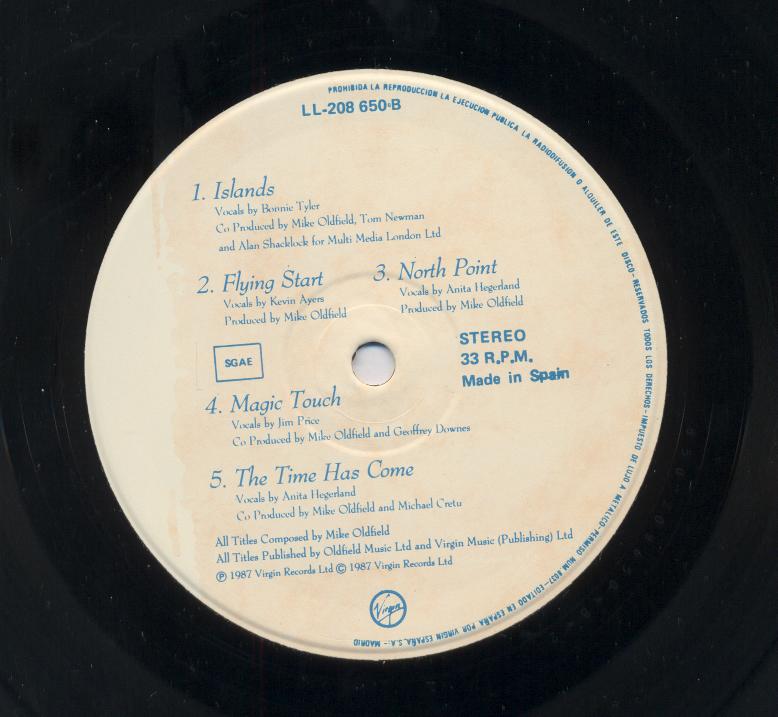 PROHIBIDA LA REPRODUCCION LA EJECUCION PUBLICA LA RADIODIFUSION O ALQUILER DE ESTE DISCO-RESERVADOS TODOS LOS DERECHOS-IMPUESTO DE LUJO A METALICO-PERMISO NUM. 8037-EDITADO EN ESPAÑA POR VIRGIN ESPAÑA, S.A. - MADRID
LL-208 650-B
1. Islands
Vocals by Bonnie Tyler
Co Produced by Mike Oldfield, Tom Newman
and Alan Shacklock for Multi Media London Ltd
2. Flying Start
Vocals by Kevin Ayers
Produced by Mike Oldfield
3. North Point
Vocals by Anita Hegerland
Produced by Mike Oldfield
SGAE
STEREO
33 R.P.M.
Made in Spain
4. Magic Touch
Vocals by Jim Price
Co Produced by Mike Oldfield and Geoffrey Downes
5. The Time Has Come
Vocals by Anita Hegerland
Co Produced by Mike Oldfield and Michael Cretu
All Titles Composed by Mike Oldfield
All Titles Published by Oldfield Music Ltd and Virgin Music (Publishing) Ltd
℗ 1987 Virgin Records Ltd © 1987 Virgin Records Ltd
Virgin